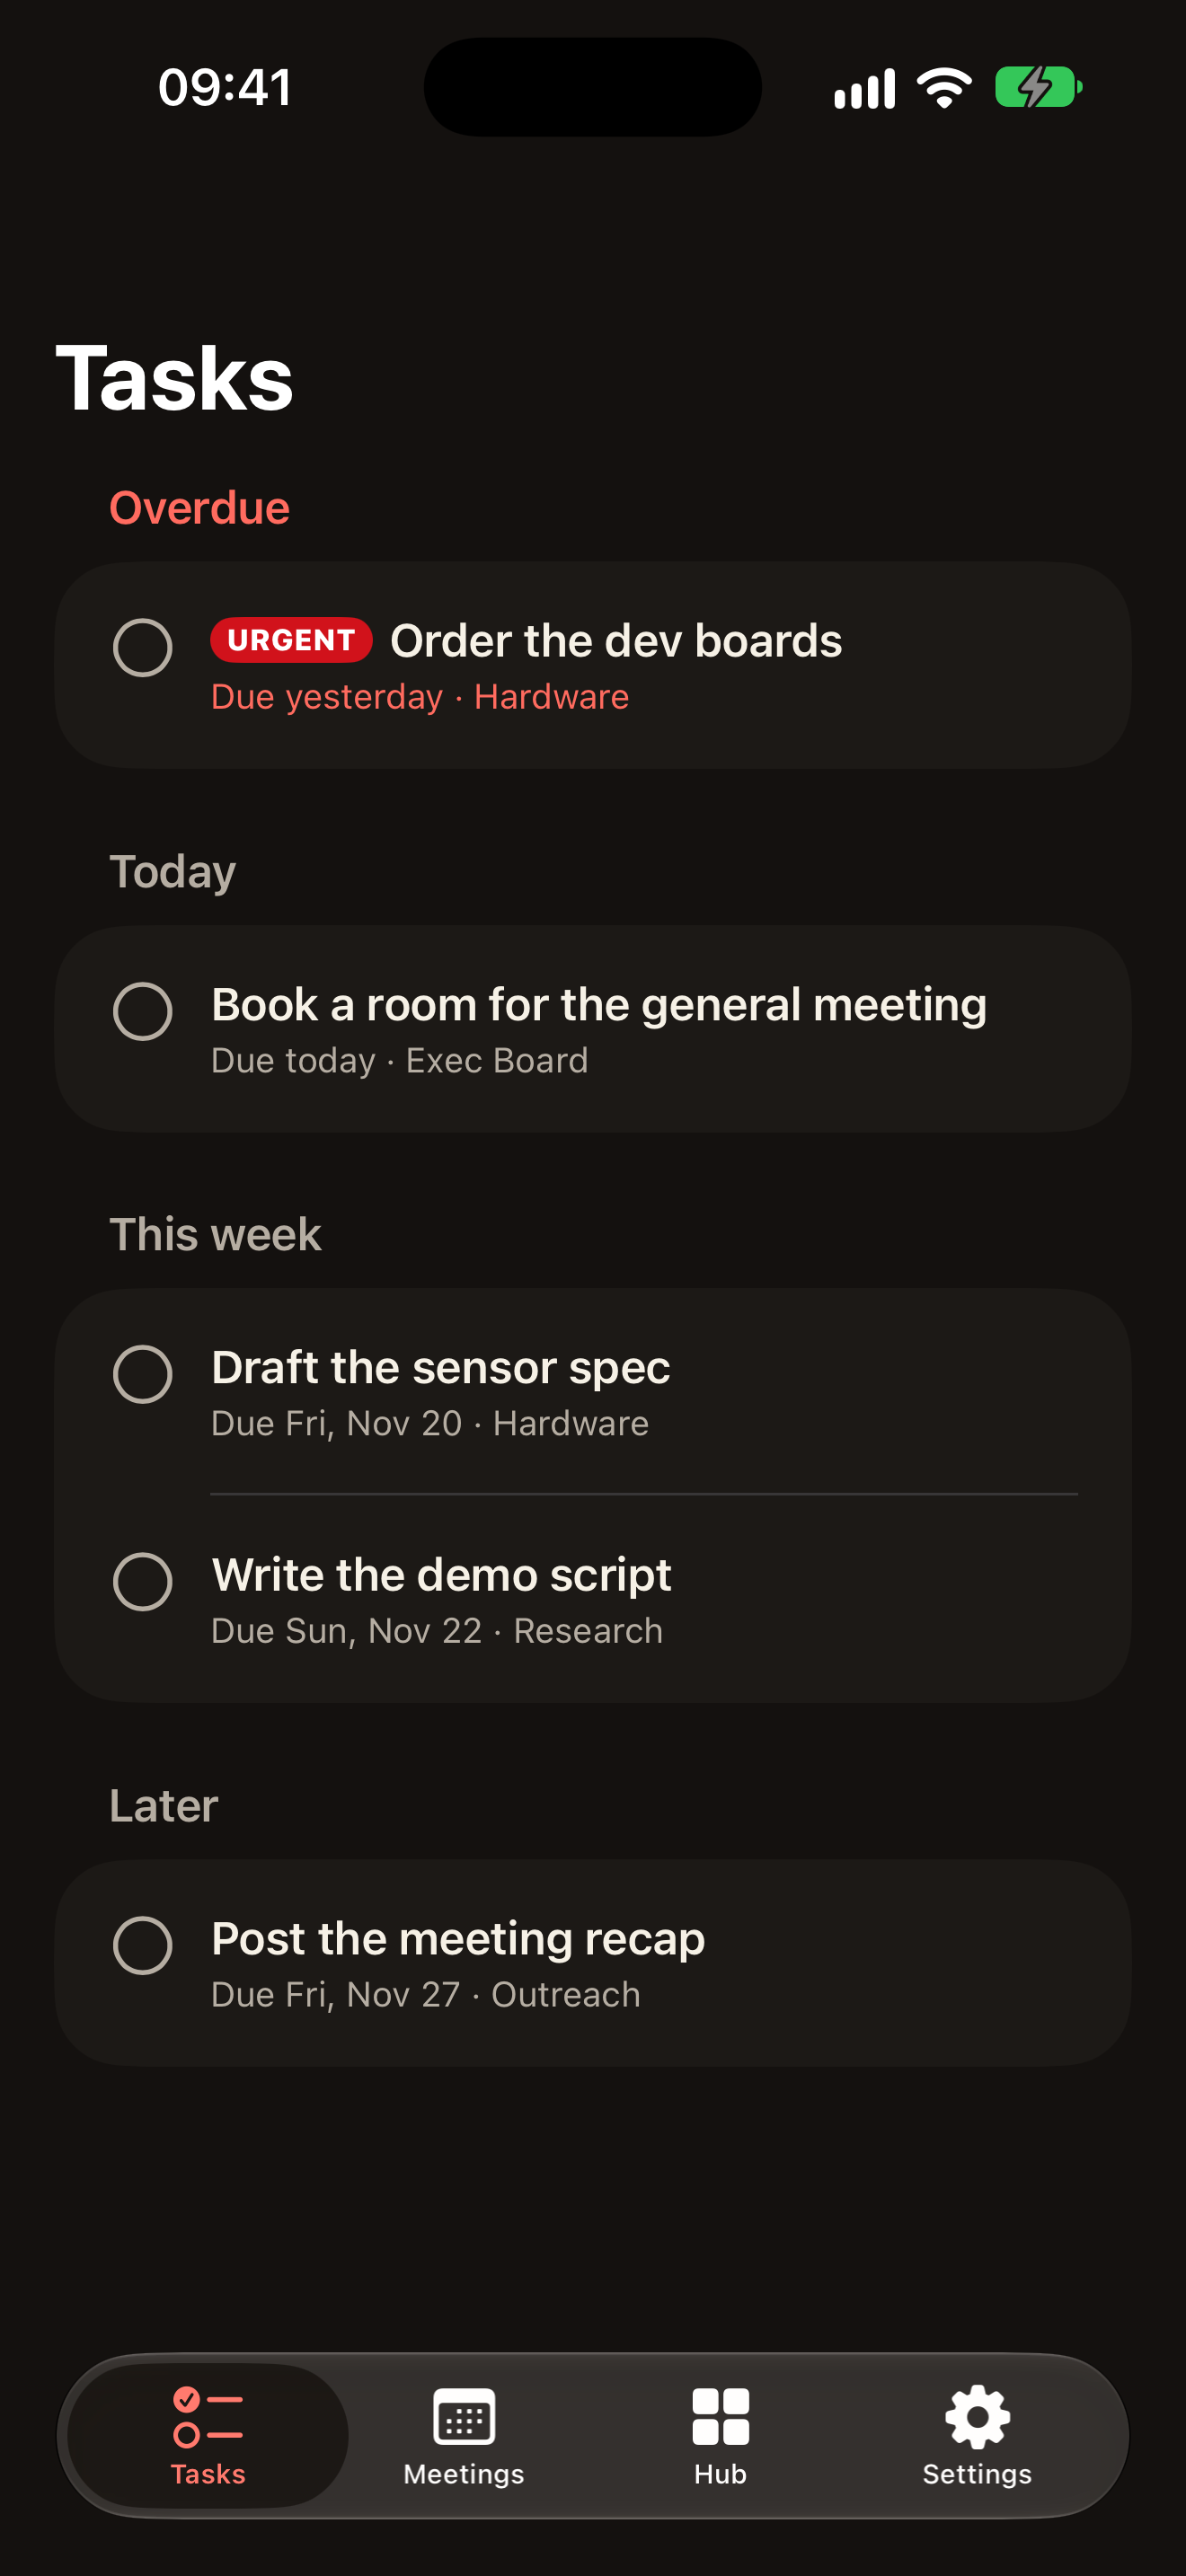 09:41
Tasks
Overdue
URGENT Order the dev boards
Due yesterday · Hardware
Today
Book a room for the general meeting
Due today · Exec Board
This week
Draft the sensor spec
Due Fri, Nov 20 · Hardware
Write the demo script
Due Sun, Nov 22 · Research
Later
Post the meeting recap
Due Fri, Nov 27 · Outreach
Tasks Meetings Hub Settings